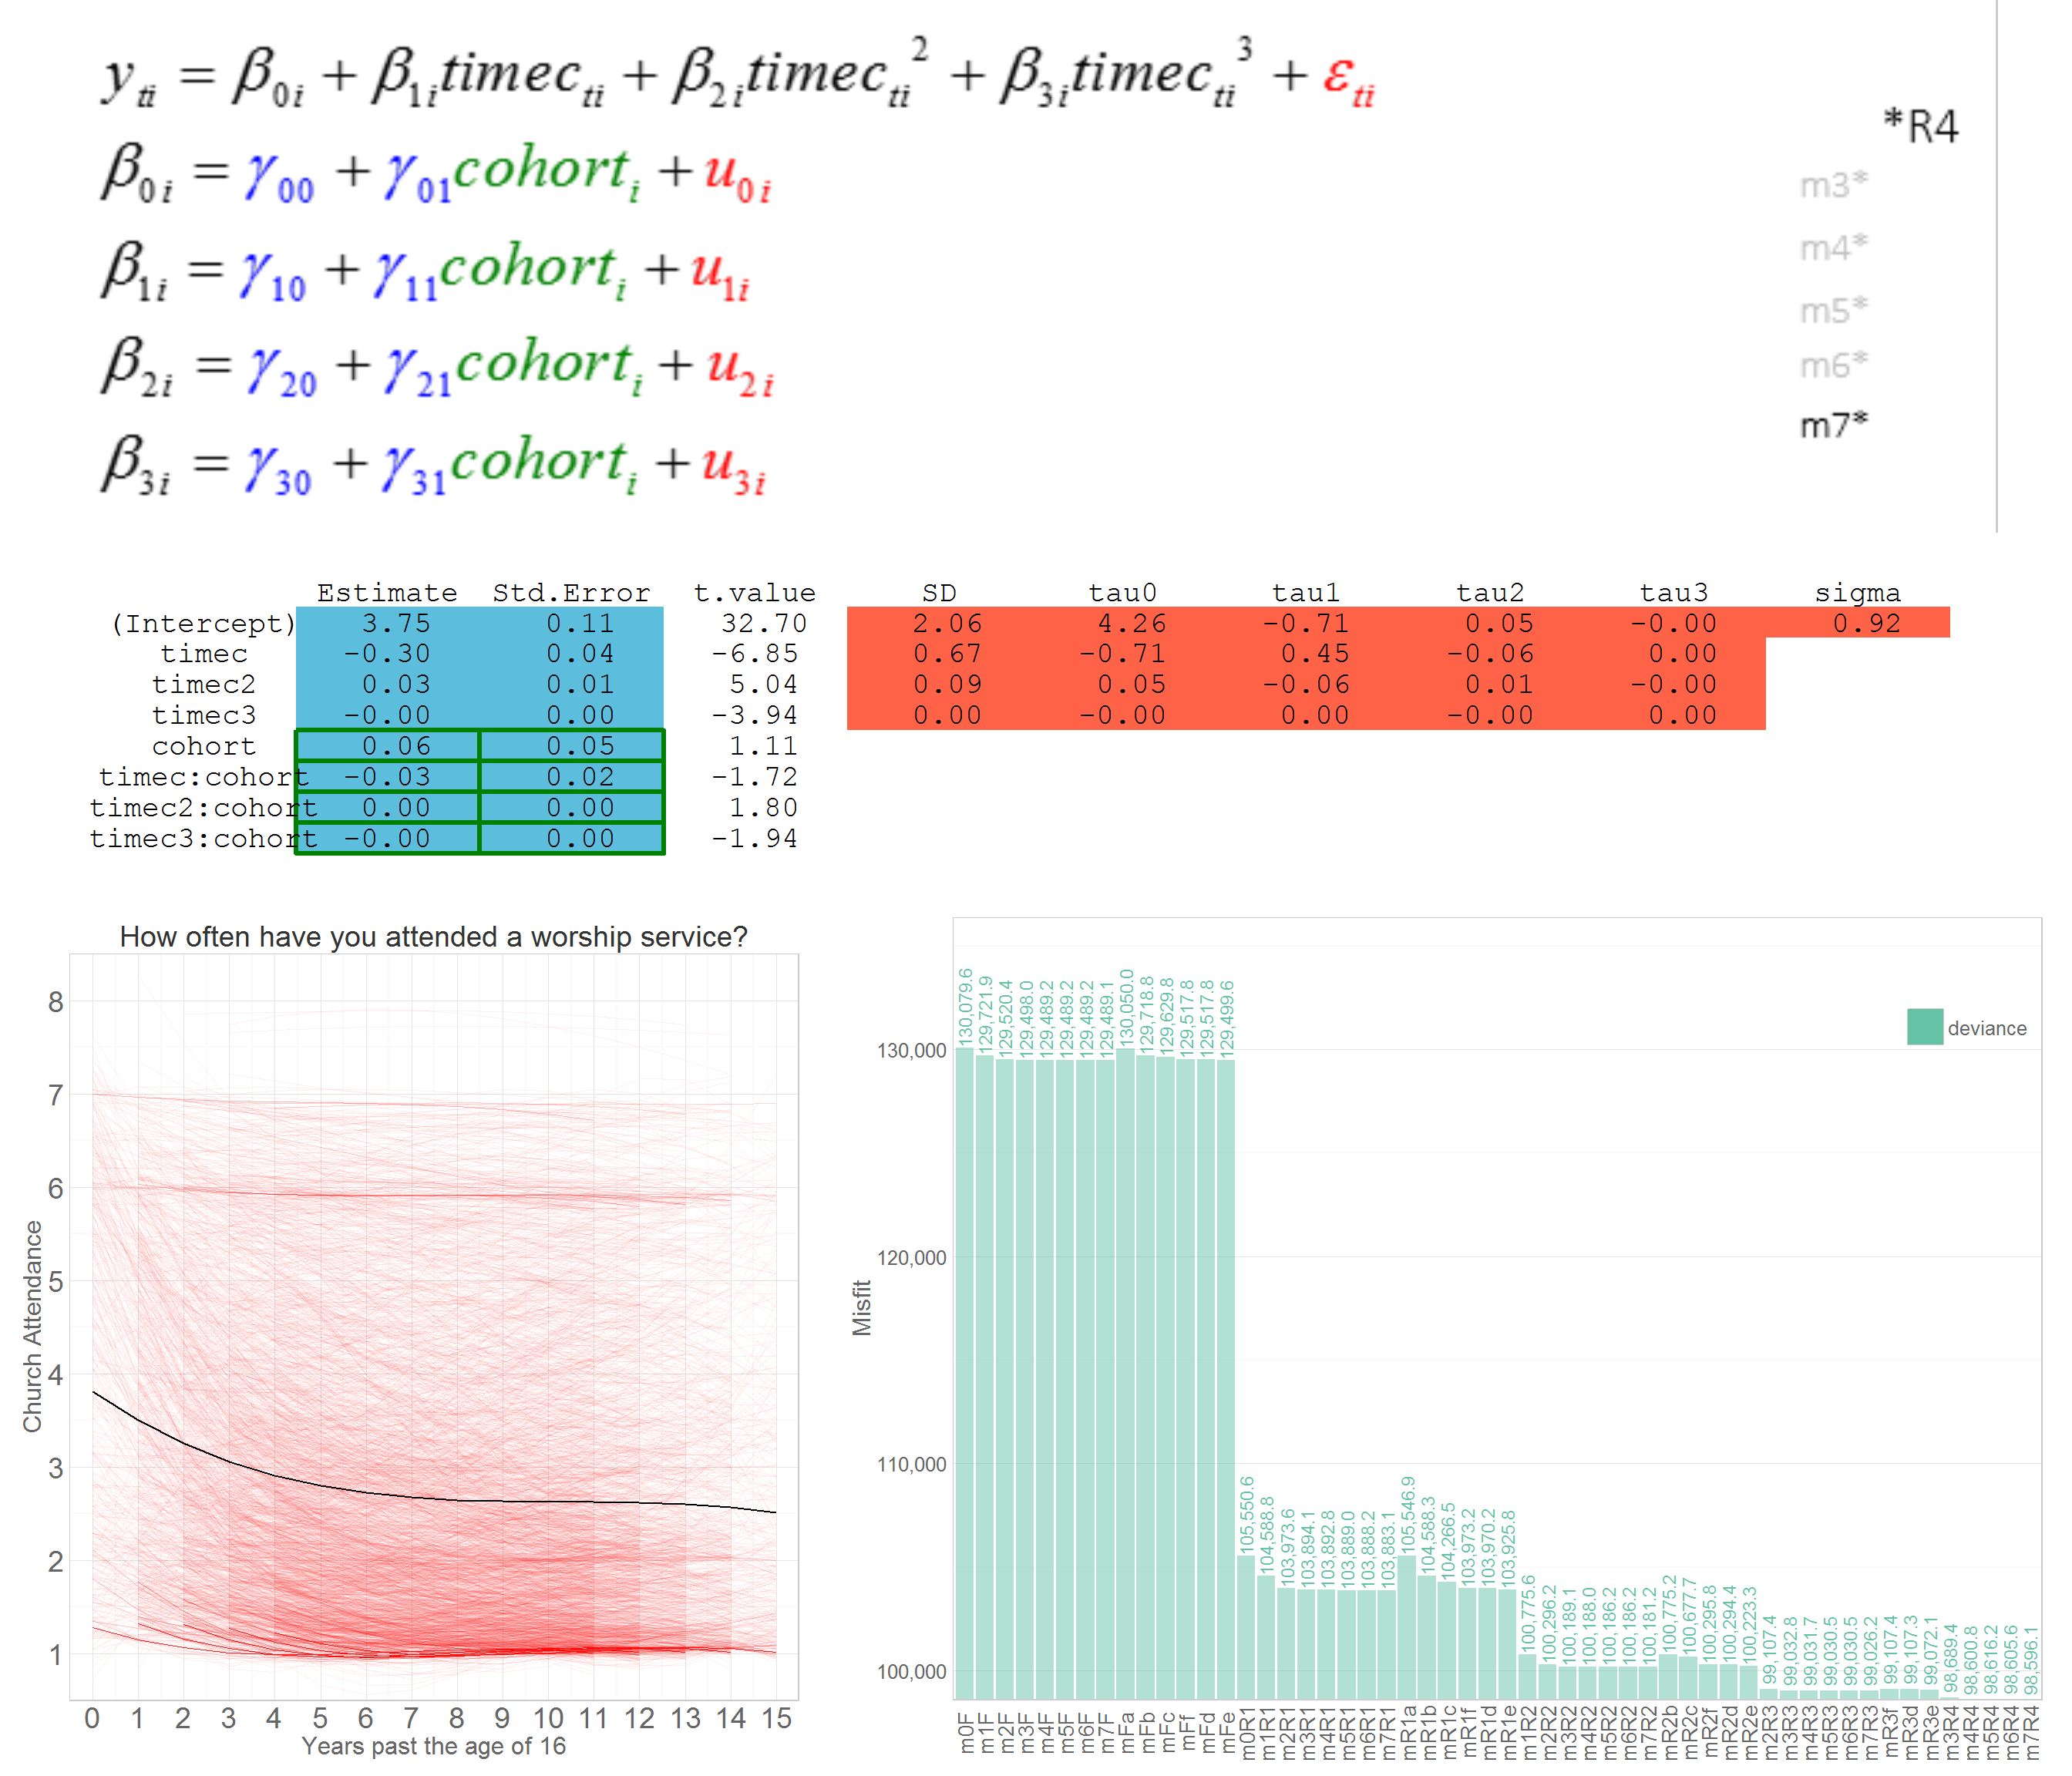 y_ti = β_0i + β_1i timec_ti + β_2i timec_ti² + β_3i timec_ti³ + ε_ti
*R4
β_0i = γ_00 + γ_01 cohort_i + u_0i
m3*
m4*
β_1i = γ_10 + γ_11 cohort_i + u_1i
m5*
β_2i = γ_20 + γ_21 cohort_i + u_2i
m6*
m7*
β_3i = γ_30 + γ_31 cohort_i + u_3i
Estimate Std.Error t.value SD tau0 tau1 tau2 tau3 sigma
(Intercept) 3.75 0.11 32.70 2.06 4.26 -0.71 0.05 -0.00 0.92
timec -0.30 0.04 -6.85 0.67 -0.71 0.45 -0.06 0.00
timec2 0.03 0.01 5.04 0.09 0.05 -0.06 0.01 -0.00
timec3 -0.00 0.00 -3.94 0.00 -0.00 0.00 -0.00 0.00
cohort 0.06 0.05 1.11
timec:cohort -0.03 0.02 -1.72
timec2:cohort 0.00 0.00 1.80
timec3:cohort -0.00 0.00 -1.94
How often have you attended a worship service?
Church Attendance
8
7
6
5
4
3
2
1
0 1 2 3 4 5 6 7 8 9 10 11 12 13 14 15
Years past the age of 16
Misfit
130,000
120,000
110,000
100,000
deviance
130,079.6 129,721.9 129,520.4 129,498.0 129,489.2 129,489.2 129,489.2 129,489.1 130,050.0 129,718.8 129,629.8 129,517.8 129,517.8 129,499.6 105,550.6 104,588.8 103,973.6 103,894.1 103,892.8 103,889.0 103,888.2 103,883.1 105,546.9 104,588.3 104,266.5 103,973.2 103,970.2 103,925.8 100,775.6 100,296.2 100,189.1 100,188.0 100,186.2 100,186.2 100,181.2 100,775.2 100,677.7 100,295.8 100,294.4 100,223.3 99,107.4 99,032.8 99,031.7 99,030.5 99,030.5 99,026.2 99,107.4 99,107.3 99,072.1 98,689.4 98,600.8 98,616.2 98,605.6 98,596.1
m0F m1F m2F m3F m4F m5F m6F m7F mFa mFb mFc mFf mFd mFe m0R1 m1R1 m2R1 m3R1 m4R1 m5R1 m6R1 m7R1 mR1a mR1b mR1c mR1f mR1d mR1e m1R2 m2R2 m3R2 m4R2 m5R2 m6R2 m7R2 mR2b mR2c mR2f mR2d mR2e m2R3 m3R3 m4R3 m5R3 m6R3 m7R3 mR3f mR3d mR3e m3R4 m4R4 m5R4 m6R4 m7R4